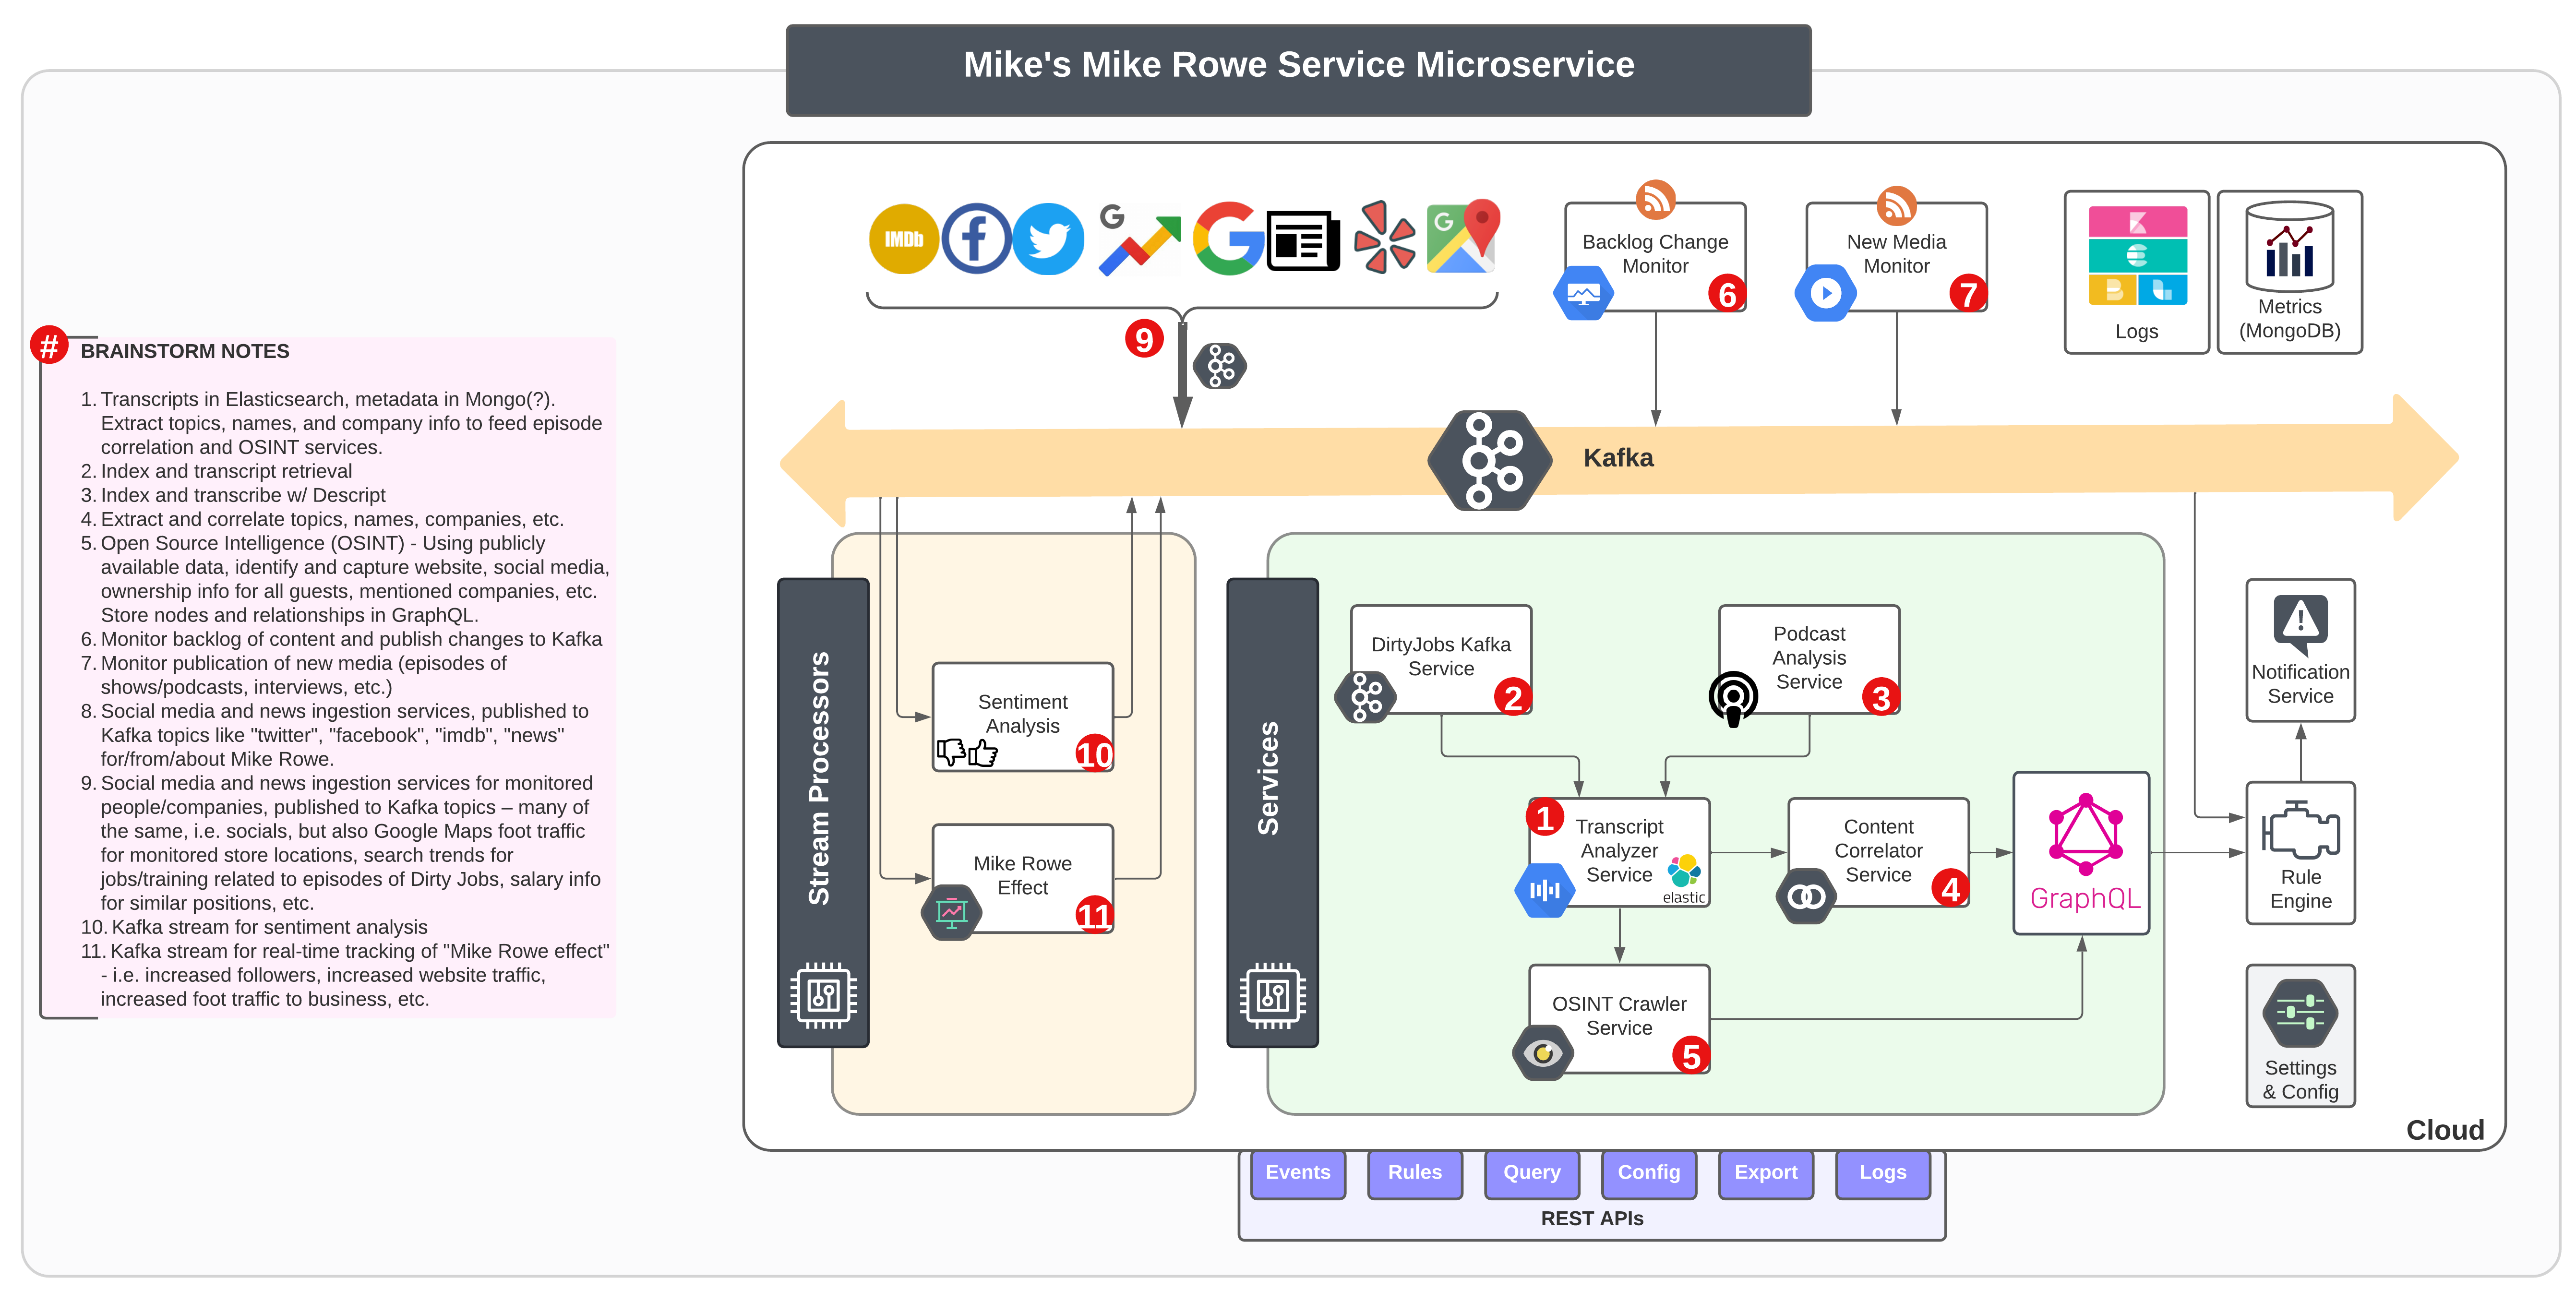 Mike's Mike Rowe Service Microservice
#
BRAINSTORM NOTES
1. Transcripts in Elasticsearch, metadata in Mongo(?).
Extract topics, names, and company info to feed episode
correlation and OSINT services.
2. Index and transcript retrieval
3. Index and transcribe w/ Descript
4. Extract and correlate topics, names, companies, etc.
5. Open Source Intelligence (OSINT) - Using publicly
available data, identify and capture website, social media,
ownership info for all guests, mentioned companies, etc.
Store nodes and relationships in GraphQL.
6. Monitor backlog of content and publish changes to Kafka
7. Monitor publication of new media (episodes of
shows/podcasts, interviews, etc.)
8. Social media and news ingestion services, published to
Kafka topics like "twitter", "facebook", "imdb", "news"
for/from/about Mike Rowe.
9. Social media and news ingestion services for monitored
people/companies, published to Kafka topics – many of
the same, i.e. socials, but also Google Maps foot traffic
for monitored store locations, search trends for
jobs/training related to episodes of Dirty Jobs, salary info
for similar positions, etc.
10. Kafka stream for sentiment analysis
11. Kafka stream for real-time tracking of "Mike Rowe effect"
- i.e. increased followers, increased website traffic,
increased foot traffic to business, etc.
IMDb
G
G
9
Backlog Change
Monitor
6
New Media
Monitor
7
Logs
Metrics
(MongoDB)
Kafka
Stream Processors
Sentiment
Analysis
10
Mike Rowe
Effect
11
Services
DirtyJobs Kafka
Service
2
Podcast
Analysis
Service
3
1
Transcript
Analyzer
Service
elastic
Content
Correlator
Service
4
OSINT Crawler
Service
5
GraphQL
Notification
Service
Rule
Engine
Settings
& Config
Cloud
Events
Rules
Query
Config
Export
Logs
REST APIs